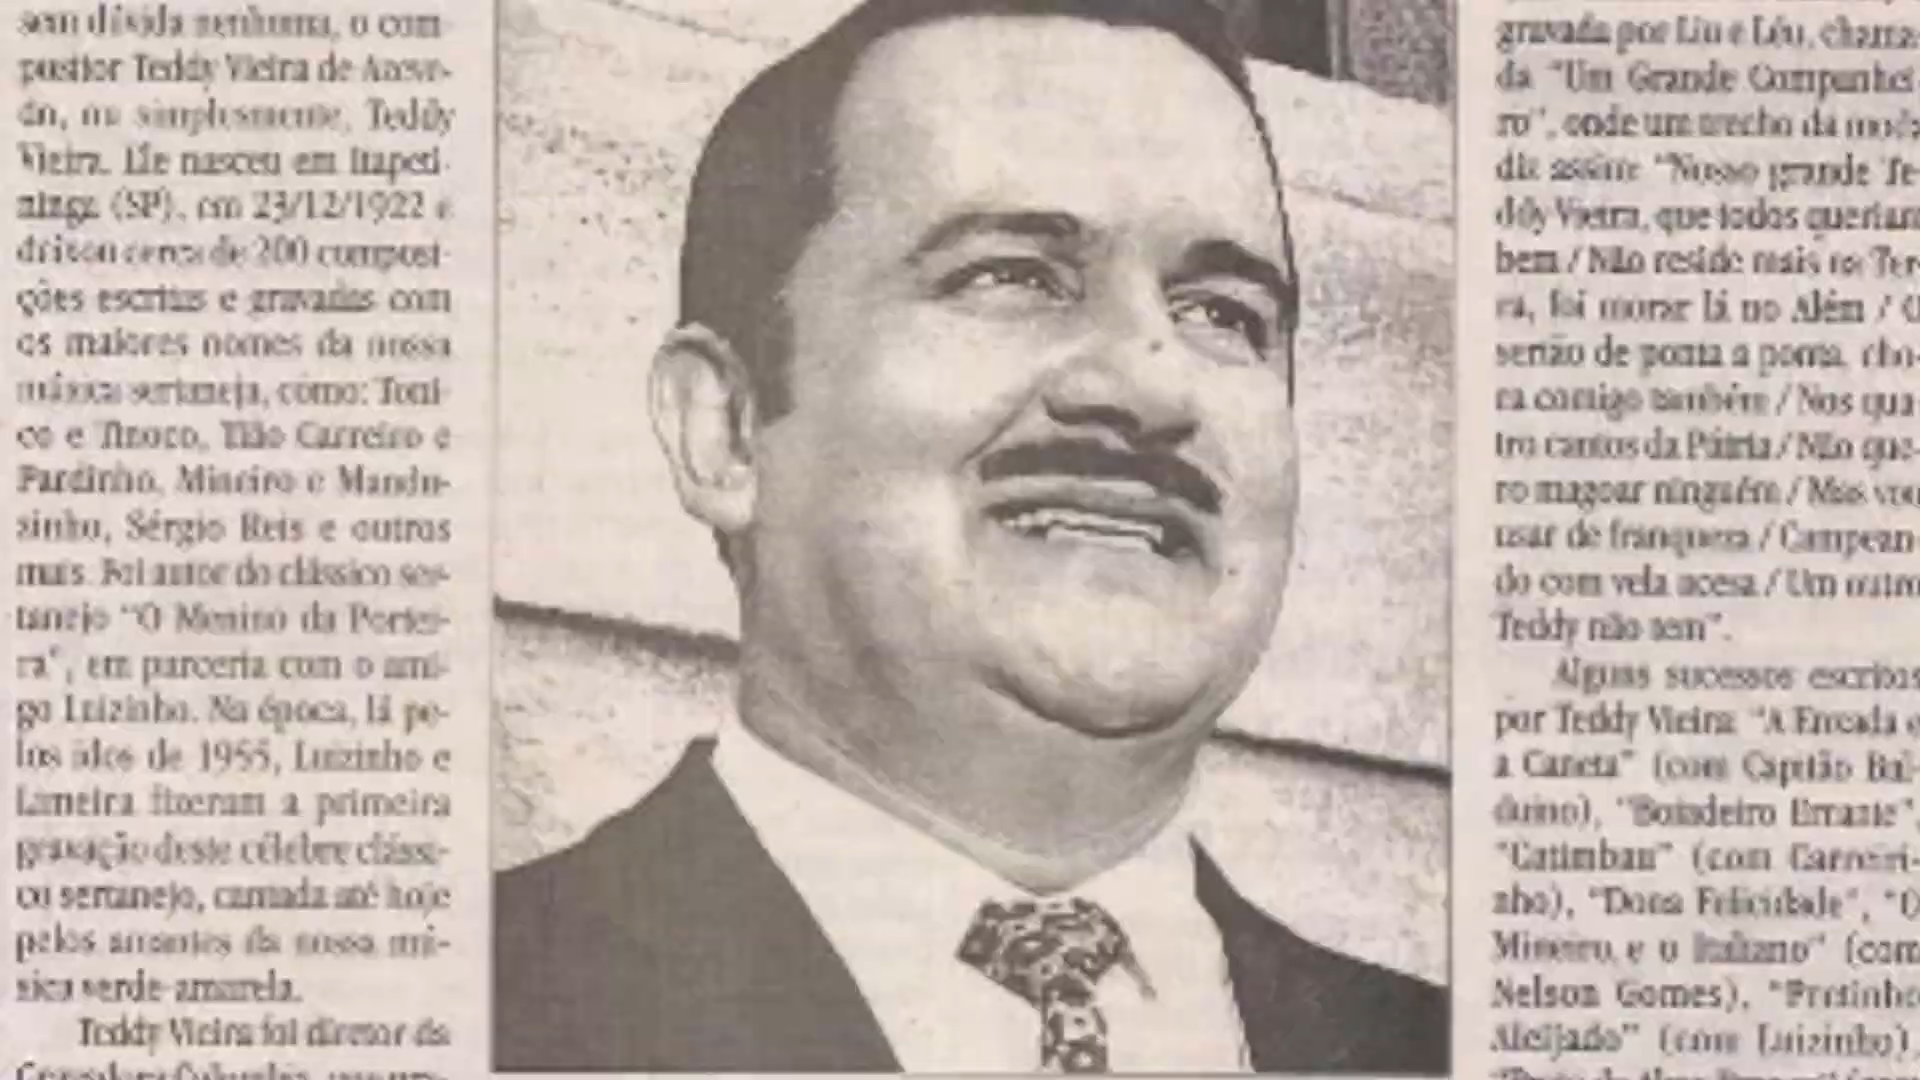 sem dúvida nenhuma, o com-
positor Teddy Vieira de Azeve-
do, ou simplesmente, Teddy
Vieira. Ele nasceu em Itapeti-
ninga (SP), em 23/12/1922 e
deixou cerca de 200 composi-
ções escritas e gravadas com
os maiores nomes da nossa
música sertaneja, como: Toni-
co e Tinoco, Tião Carreiro e
Pardinho, Mineiro e Mandu-
zinho, Sérgio Reis e outros
mais. Foi autor do clássico ser-
tanejo "O Menino da Portei-
ra", em parceria com o ami-
go Luizinho. Na época, lá pe-
los idos de 1955, Luizinho e
Limeira fizeram a primeira
gravação deste célebre clássi-
co sertanejo, cantada até hoje
pelos amantes da nossa mú-
sica verde-amarela.
Teddy Vieira foi diretor da
gravada por Liu e Léu, chama-
da "Um Grande Companhei-
ro", onde um trecho da moda
diz assim: "Nosso grande Te-
ddy Vieira, que todos queriam
bem / Não reside mais na Ter-
ra, foi morar lá no Além / O
sertão de ponta a ponta, cho-
ra comigo também / Nos qua-
tro cantos da Pátria / Não que-
ro magoar ninguém / Mas vou
usar de franqueza / Campean-
do com vela acesa / Um outro
Teddy não tem".
Alguns sucessos escritos
por Teddy Vieira: "A Enxada e
a Caneta" (com Capitão Bal-
duino), "Boiadeiro Errante",
"Catimbau" (com Carreiri-
nho), "Dona Felicidade", "O
Mineiro e o Italiano" (com
Nelson Gomes), "Pretinho
Aleijado" (com Luizinho),